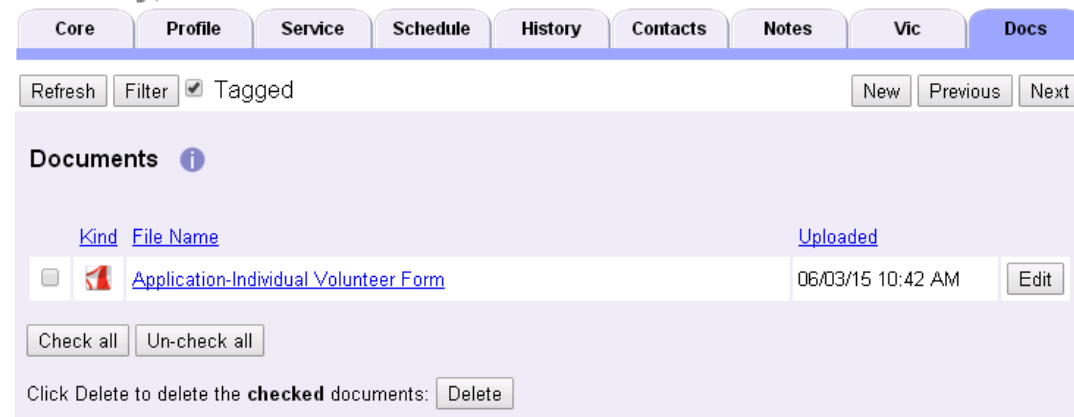 Core Profile Service Schedule History Contacts Notes Vic Docs
Refresh Filter Tagged New Previous Next
Documents i
Kind File Name Uploaded
Application-Individual Volunteer Form 06/03/15 10:42 AM Edit
Check all Un-check all
Click Delete to delete the checked documents: Delete